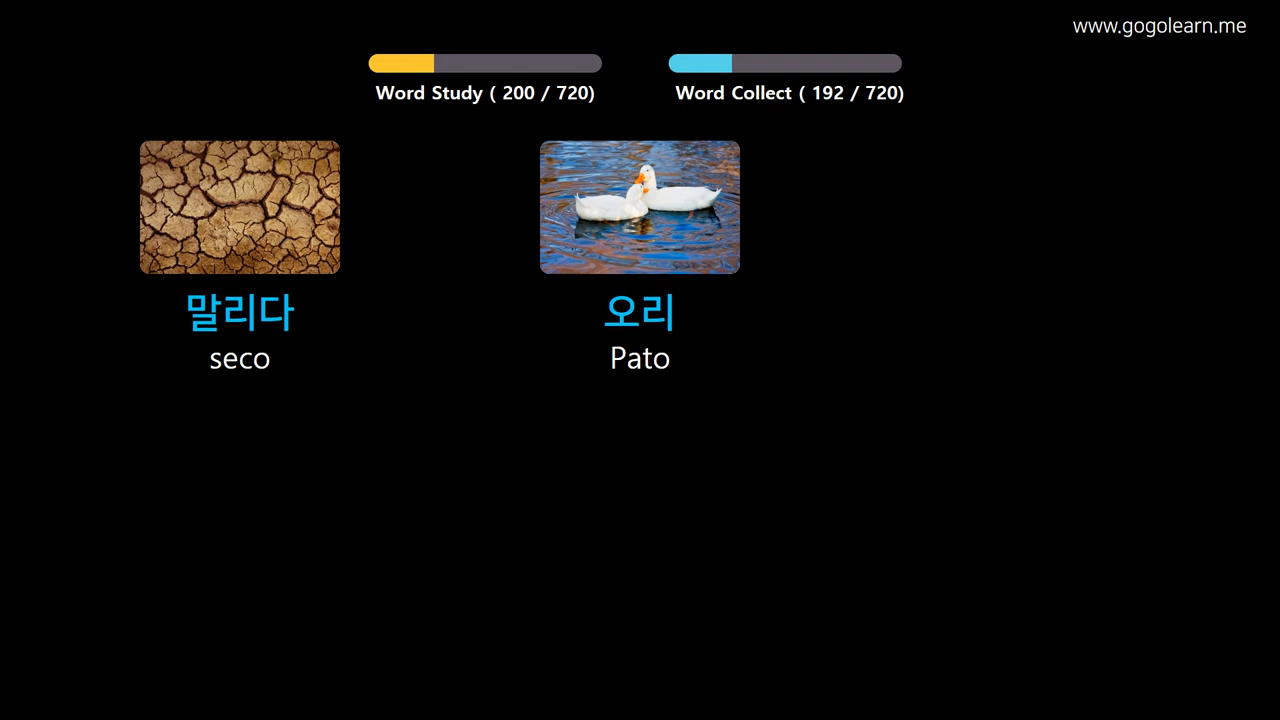 www.gogolearn.me
Word Study ( 200 / 720)
Word Collect ( 192 / 720)
말리다
seco
오리
Pato